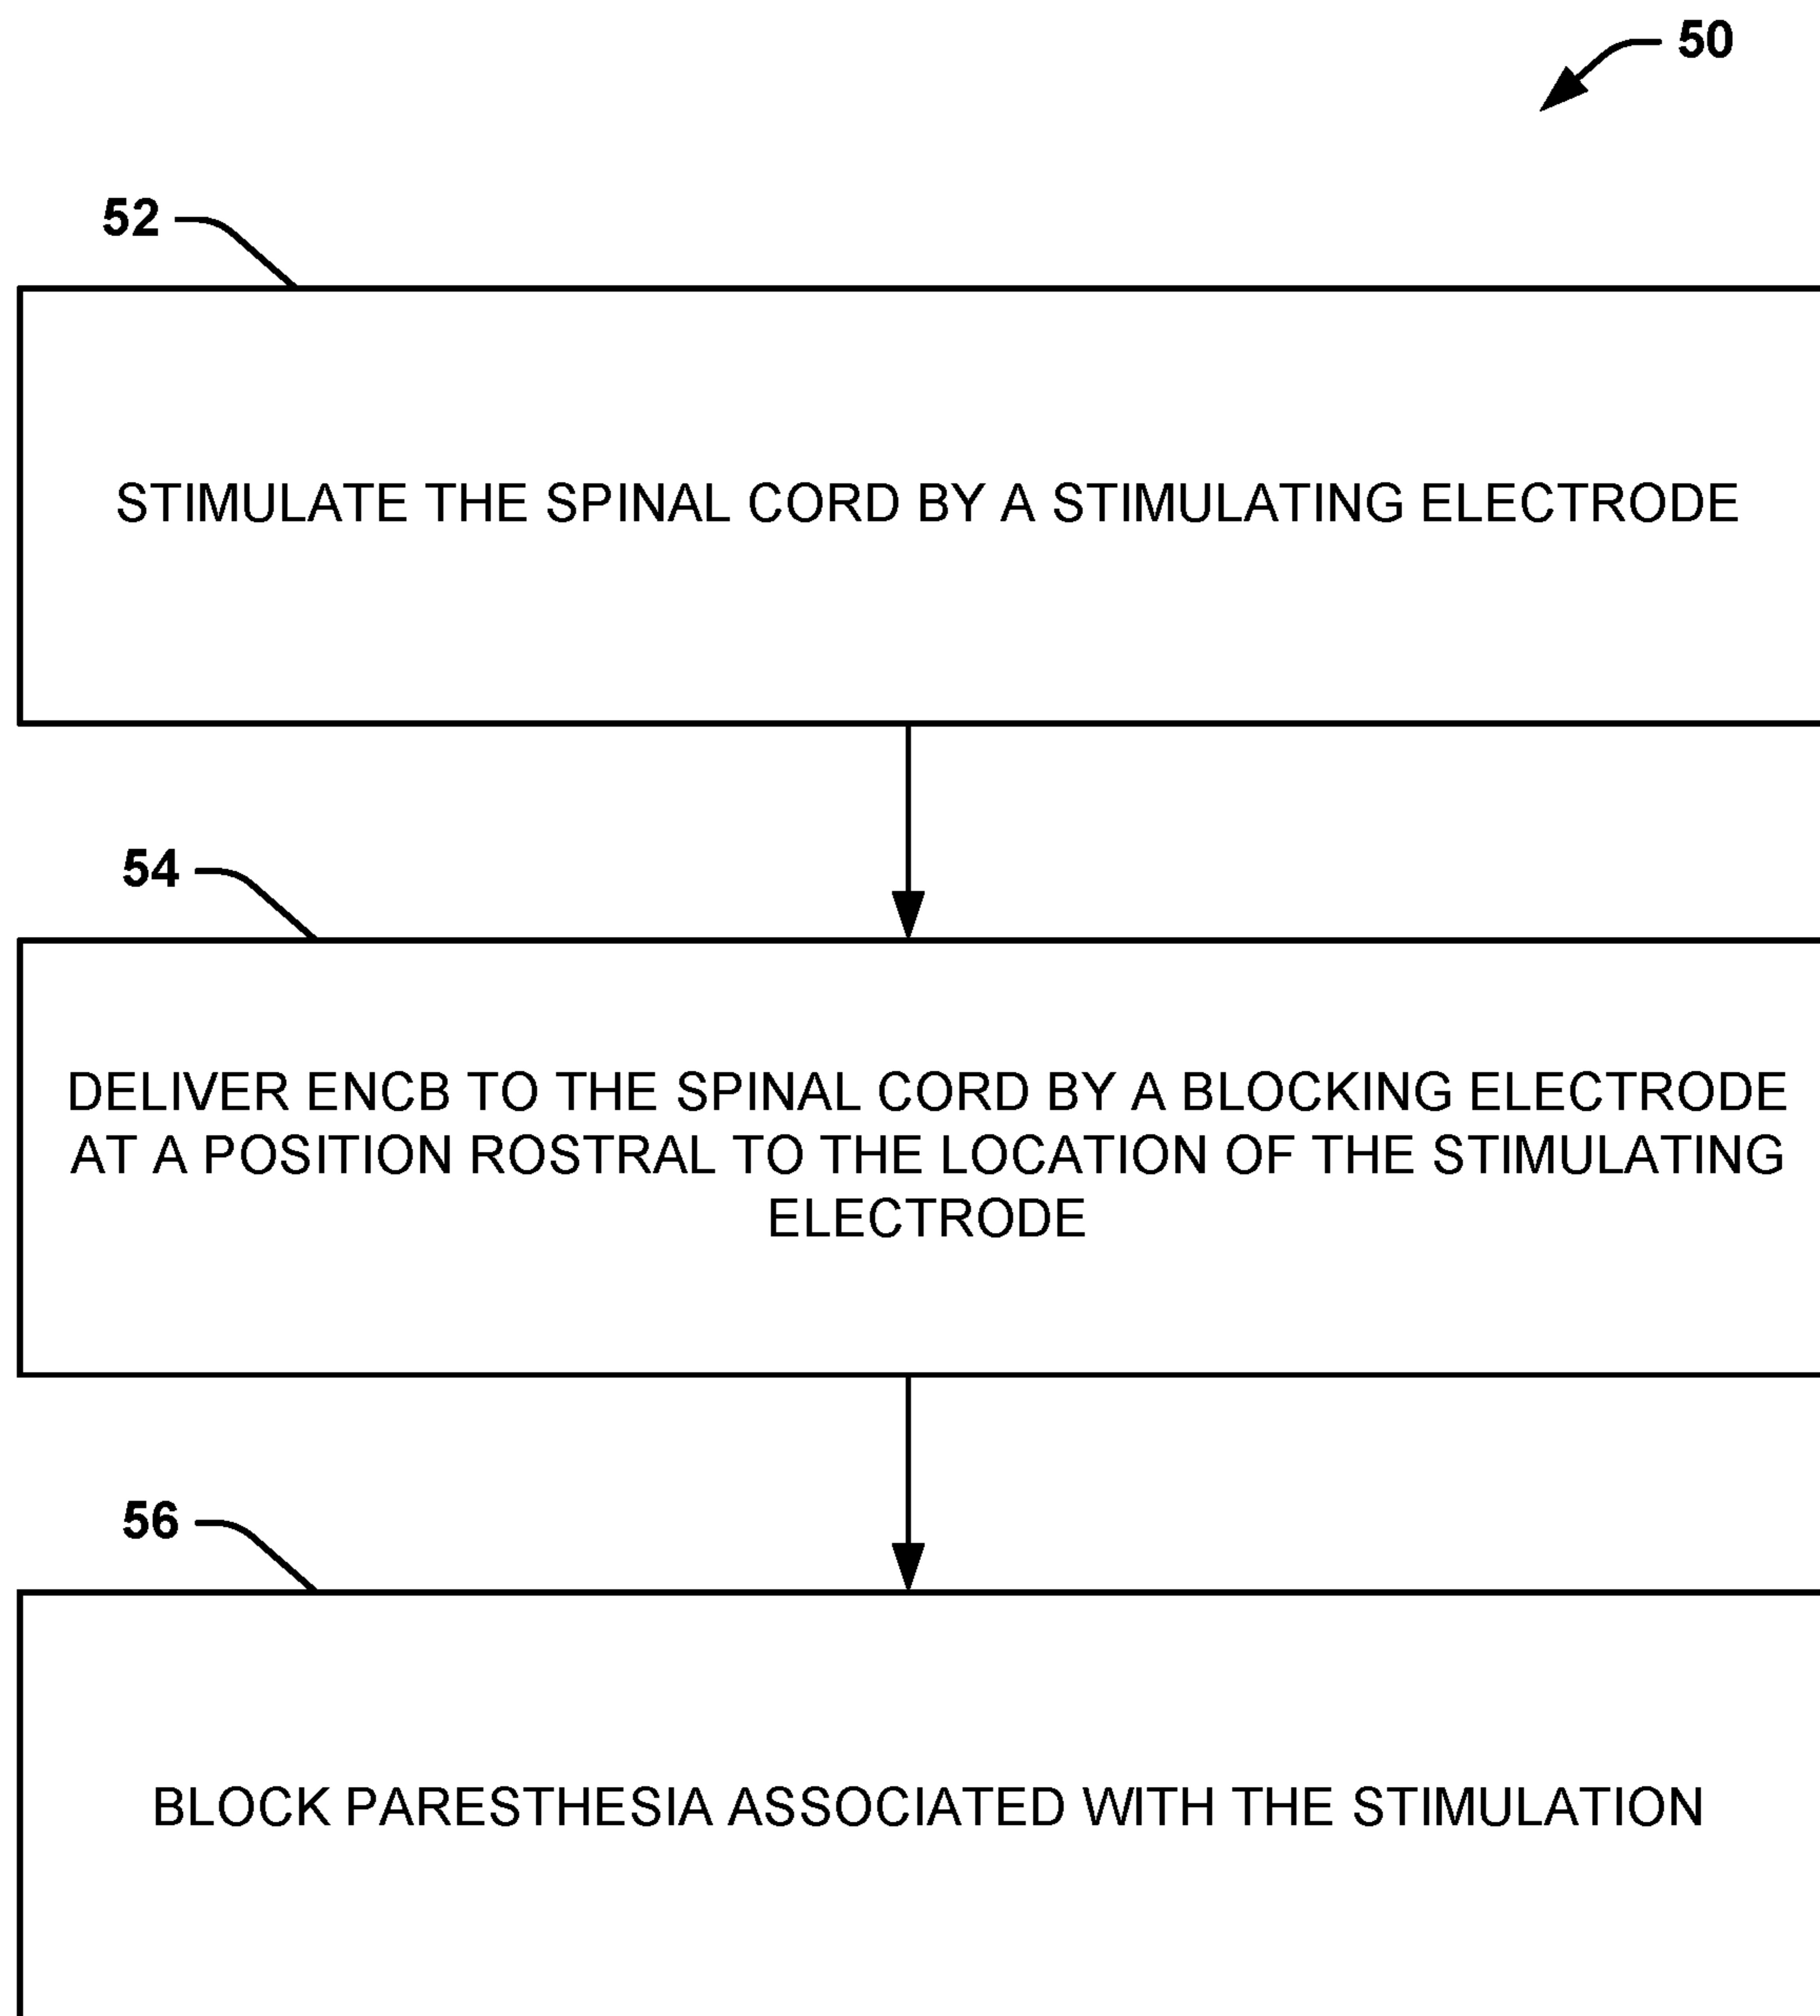 50
52
STIMULATE THE SPINAL CORD BY A STIMULATING ELECTRODE
54
DELIVER ENCB TO THE SPINAL CORD BY A BLOCKING ELECTRODE
AT A POSITION ROSTRAL TO THE LOCATION OF THE STIMULATING
ELECTRODE
56
BLOCK PARESTHESIA ASSOCIATED WITH THE STIMULATION